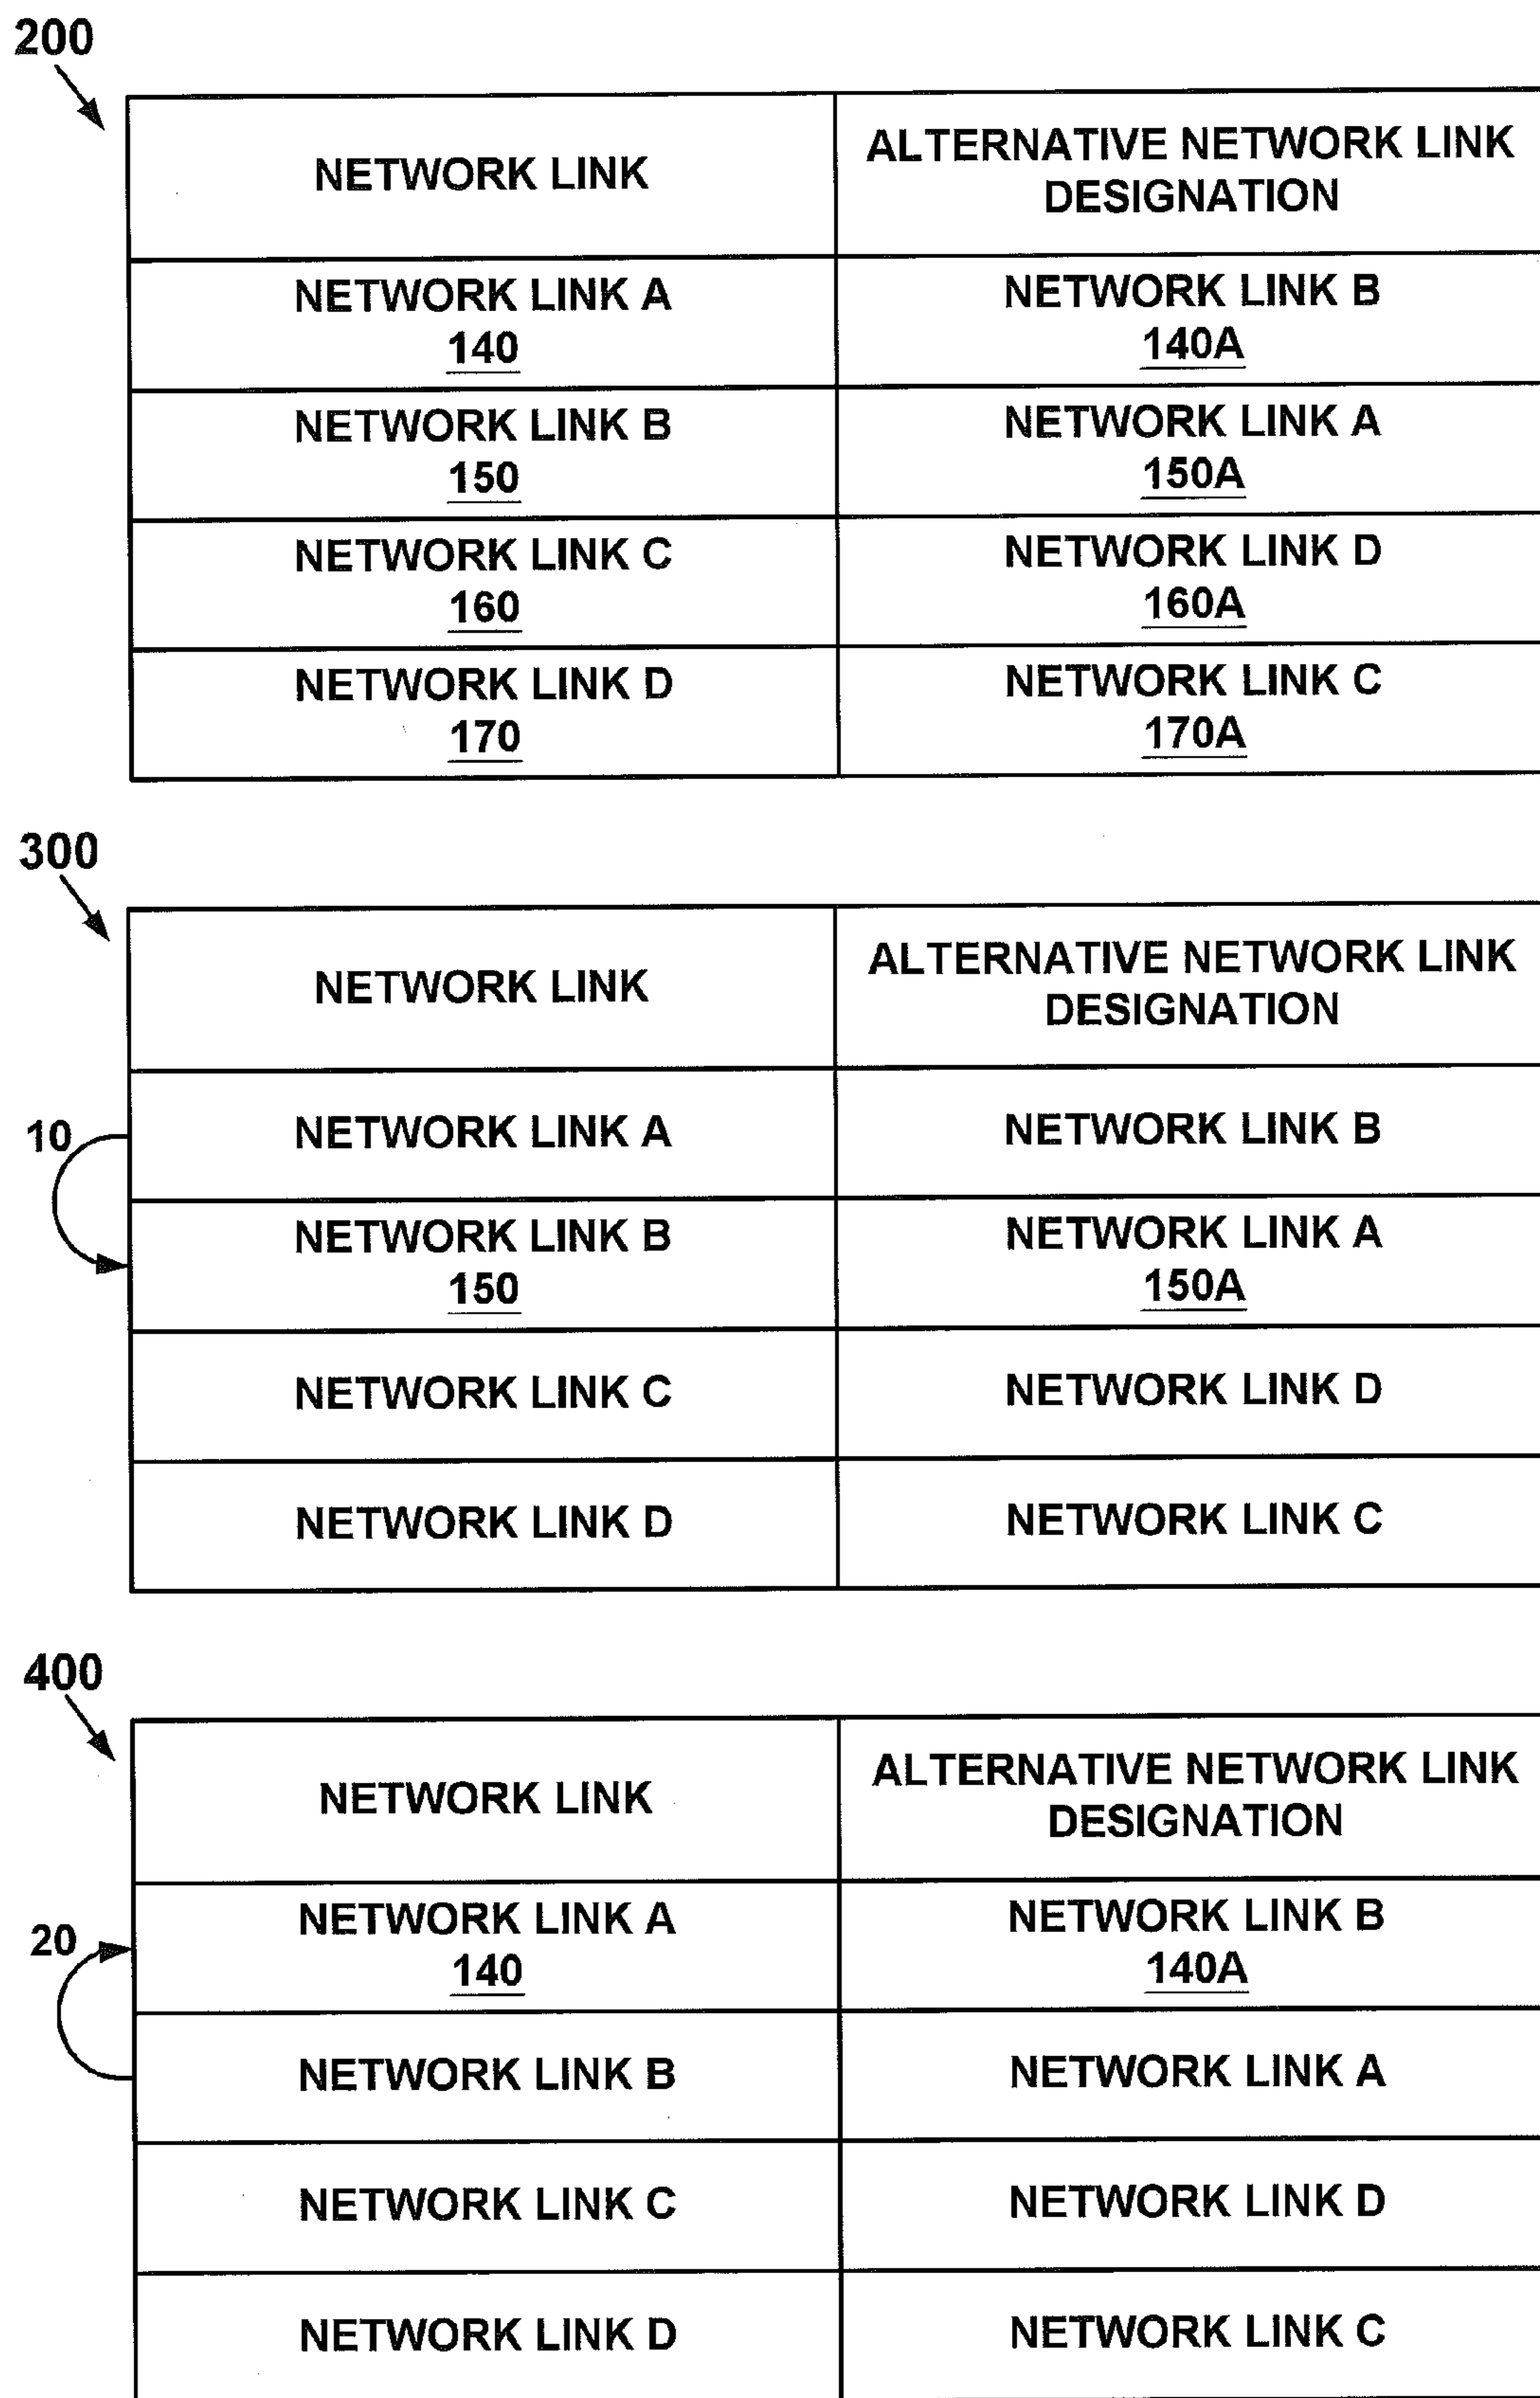 200
NETWORK LINK
ALTERNATIVE NETWORK LINK
DESIGNATION
NETWORK LINK A
140
NETWORK LINK B
140A
NETWORK LINK B
150
NETWORK LINK A
150A
NETWORK LINK C
160
NETWORK LINK D
160A
NETWORK LINK D
170
NETWORK LINK C
170A
300
NETWORK LINK
ALTERNATIVE NETWORK LINK
DESIGNATION
10
NETWORK LINK A
NETWORK LINK B
NETWORK LINK B
150
NETWORK LINK A
150A
NETWORK LINK C
NETWORK LINK D
NETWORK LINK D
NETWORK LINK C
400
NETWORK LINK
ALTERNATIVE NETWORK LINK
DESIGNATION
20
NETWORK LINK A
140
NETWORK LINK B
140A
NETWORK LINK B
NETWORK LINK A
NETWORK LINK C
NETWORK LINK D
NETWORK LINK D
NETWORK LINK C